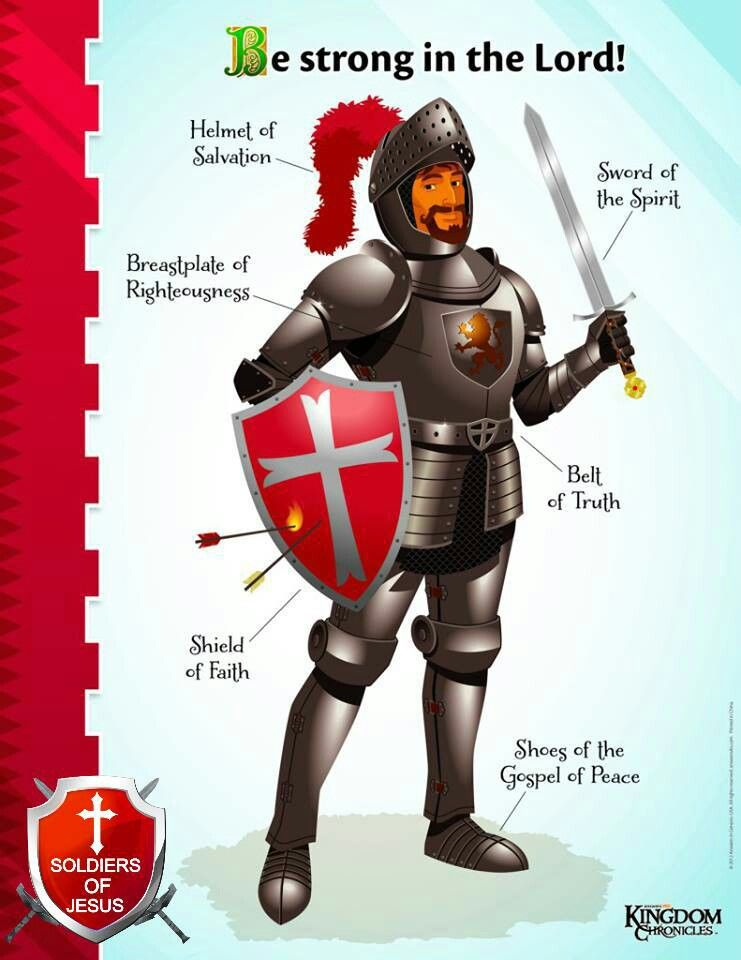 Be strong in the Lord!
Helmet of
Salvation
Sword of
the Spirit
Breastplate of
Righteousness
Belt
of Truth
Shield
of Faith
Shoes of the
Gospel of Peace
SOLDIERS
OF
JESUS
KINGDOM
CHRONICLES